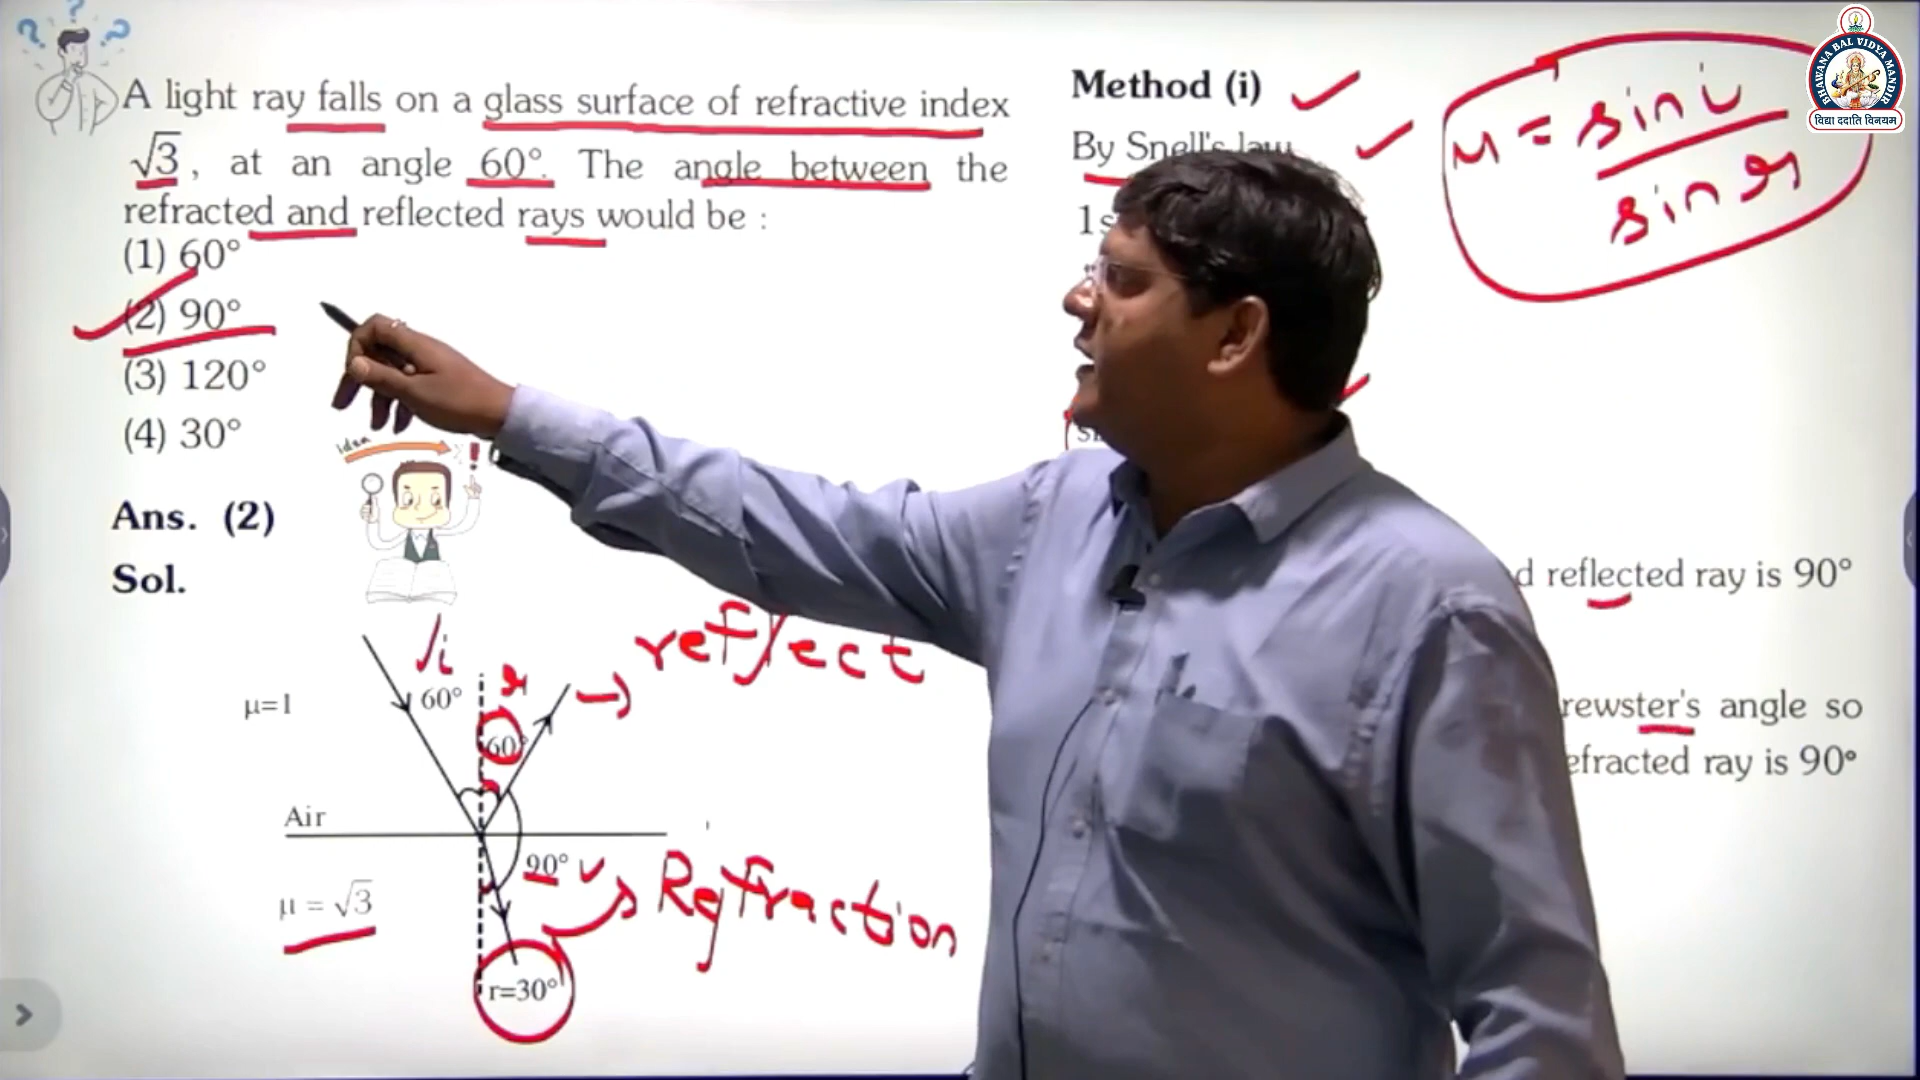 A light ray falls on a glass surface of refractive index
√3, at an angle 60°. The angle between the
refracted and reflected rays would be :
(1) 60°
(2) 90°
(3) 120°
(4) 30°
idea
!
Ans. (2)
Sol.
i
60°
r
60°
reflect
μ=1
Air
90°
μ = √3
Refraction
r=30°
Method (i)
By Snell's law
μ = sin i
sin r
d reflected ray is 90°
rewster's angle so
efracted ray is 90°
BHAWANA BAL VIDYA MANDIR
विद्या ददाति विनयम